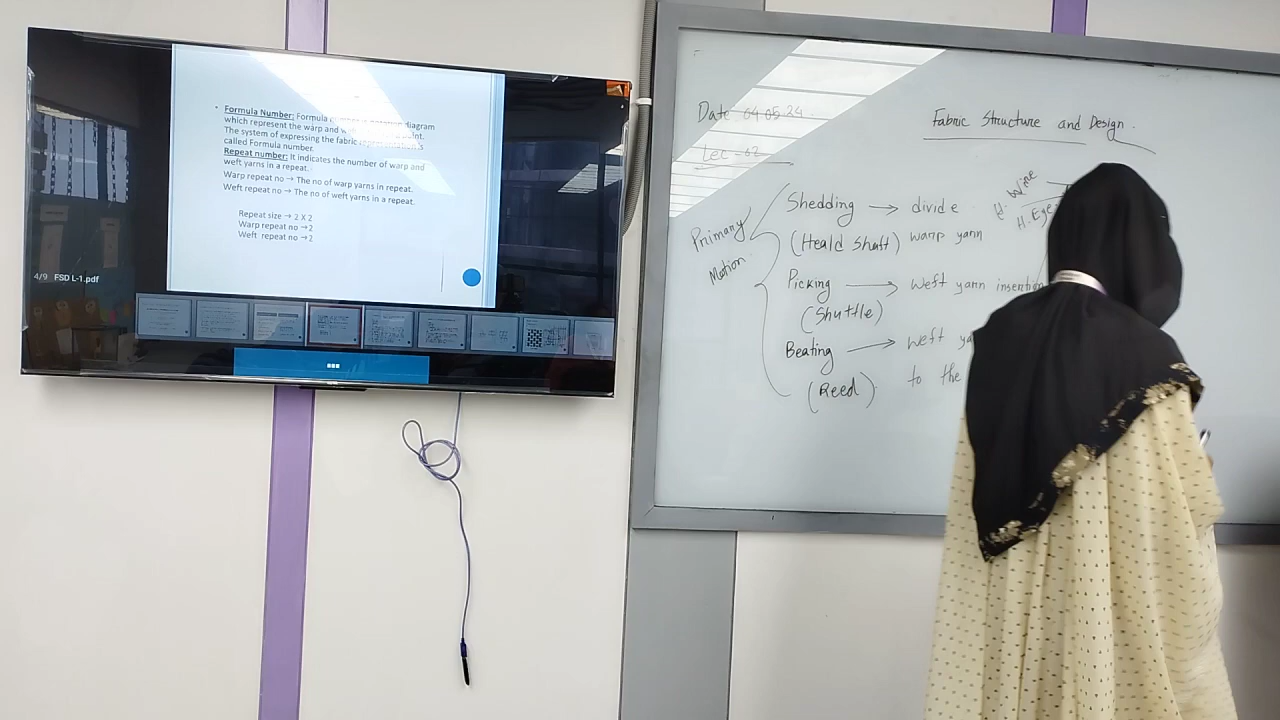 Formula Number: Formula
diagram
which represent the warp and
The system of expressing the fabric
called Formula number.
Repeat number: It indicates the number of warp and
weft yarns in a repeat.
Warp repeat no → The no of warp yarns in repeat.
Weft repeat no → The no of weft yarns in a repeat.
Repeat size → 2 X 2
Warp repeat no → 2
Weft repeat no → 2
4/9 FSD L-1.pdf
Date 04.05.24
Fabric Structure and Design.
Lec - 02
Primary
Motion
Shedding → divide
(Heald Shaft) warp yarn
H. Wire
H. Eye
Picking → weft yarn insertion
(Shuttle)
Beating → weft
(Reed) to the